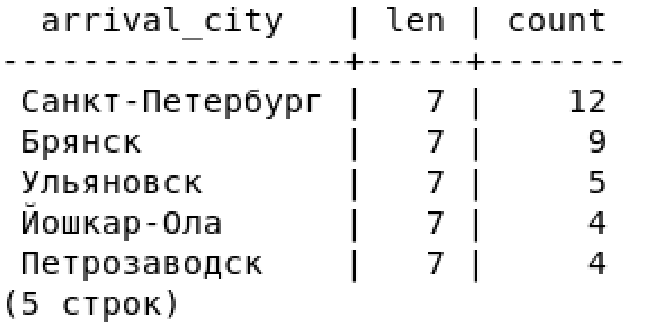 arrival_city | len | count
-----------------+-----+-------
Санкт-Петербург | 7 | 12
Брянск | 7 | 9
Ульяновск | 7 | 5
Йошкар-Ола | 7 | 4
Петрозаводск | 7 | 4
(5 строк)